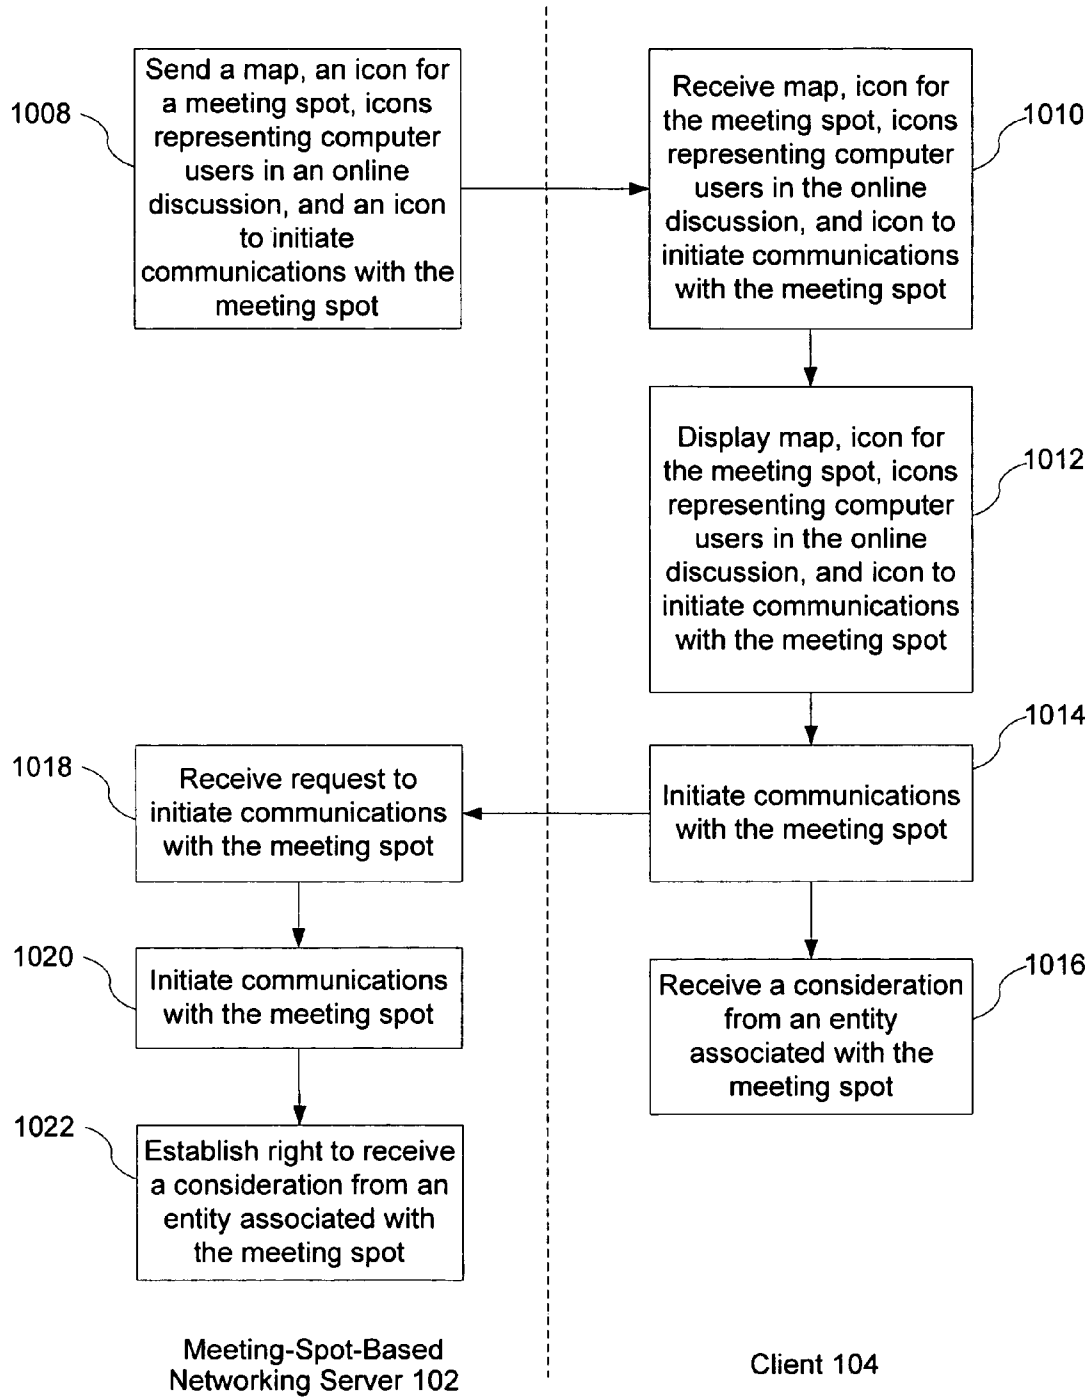 1008
Send a map, an icon for
a meeting spot, icons
representing computer
users in an online
discussion, and an icon
to initiate
communications with the
meeting spot
1010
Receive map, icon for
the meeting spot, icons
representing computer
users in the online
discussion, and icon to
initiate communications
with the meeting spot
1012
Display map, icon for
the meeting spot, icons
representing computer
users in the online
discussion, and icon to
initiate communications
with the meeting spot
1014
Initiate communications
with the meeting spot
1018
Receive request to
initiate communications
with the meeting spot
1020
Initiate communications
with the meeting spot
1016
Receive a consideration
from an entity
associated with the
meeting spot
1022
Establish right to receive
a consideration from an
entity associated with
the meeting spot
Meeting-Spot-Based
Networking Server 102
Client 104